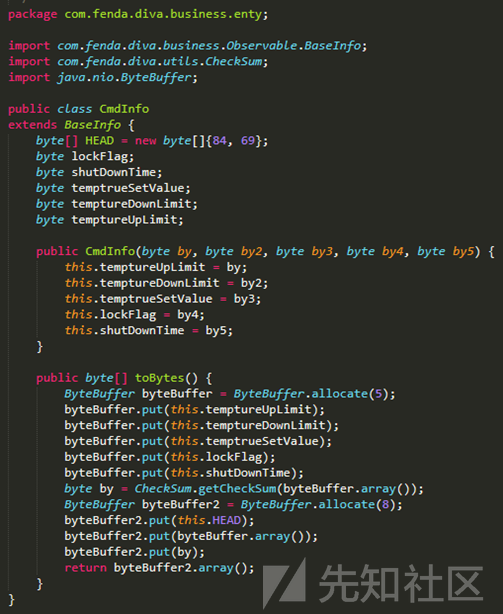 package com.fenda.diva.business.enty;
import com.fenda.diva.business.Observable.BaseInfo;
import com.fenda.diva.utils.CheckSum;
import java.nio.ByteBuffer;
public class CmdInfo
extends BaseInfo {
    byte[] HEAD = new byte[]{84, 69};
    byte lockFlag;
    byte shutDownTime;
    byte temptrueSetValue;
    byte temptureDownLimit;
    byte temptureUpLimit;
    public CmdInfo(byte by, byte by2, byte by3, byte by4, byte by5) {
        this.temptureUpLimit = by;
        this.temptureDownLimit = by2;
        this.temptrueSetValue = by3;
        this.lockFlag = by4;
        this.shutDownTime = by5;
    }
    public byte[] toBytes() {
        ByteBuffer byteBuffer = ByteBuffer.allocate(5);
        byteBuffer.put(this.temptureUpLimit);
        byteBuffer.put(this.temptureDownLimit);
        byteBuffer.put(this.temptrueSetValue);
        byteBuffer.put(this.lockFlag);
        byteBuffer.put(this.shutDownTime);
        byte by = CheckSum.getCheckSum(byteBuffer.array());
        ByteBuffer byteBuffer2 = ByteBuffer.allocate(8);
        byteBuffer2.put(this.HEAD);
        byteBuffer2.put(byteBuffer.array());
        byteBuffer2.put(by);
        return byteBuffer2.array();
    }
}
先知社区